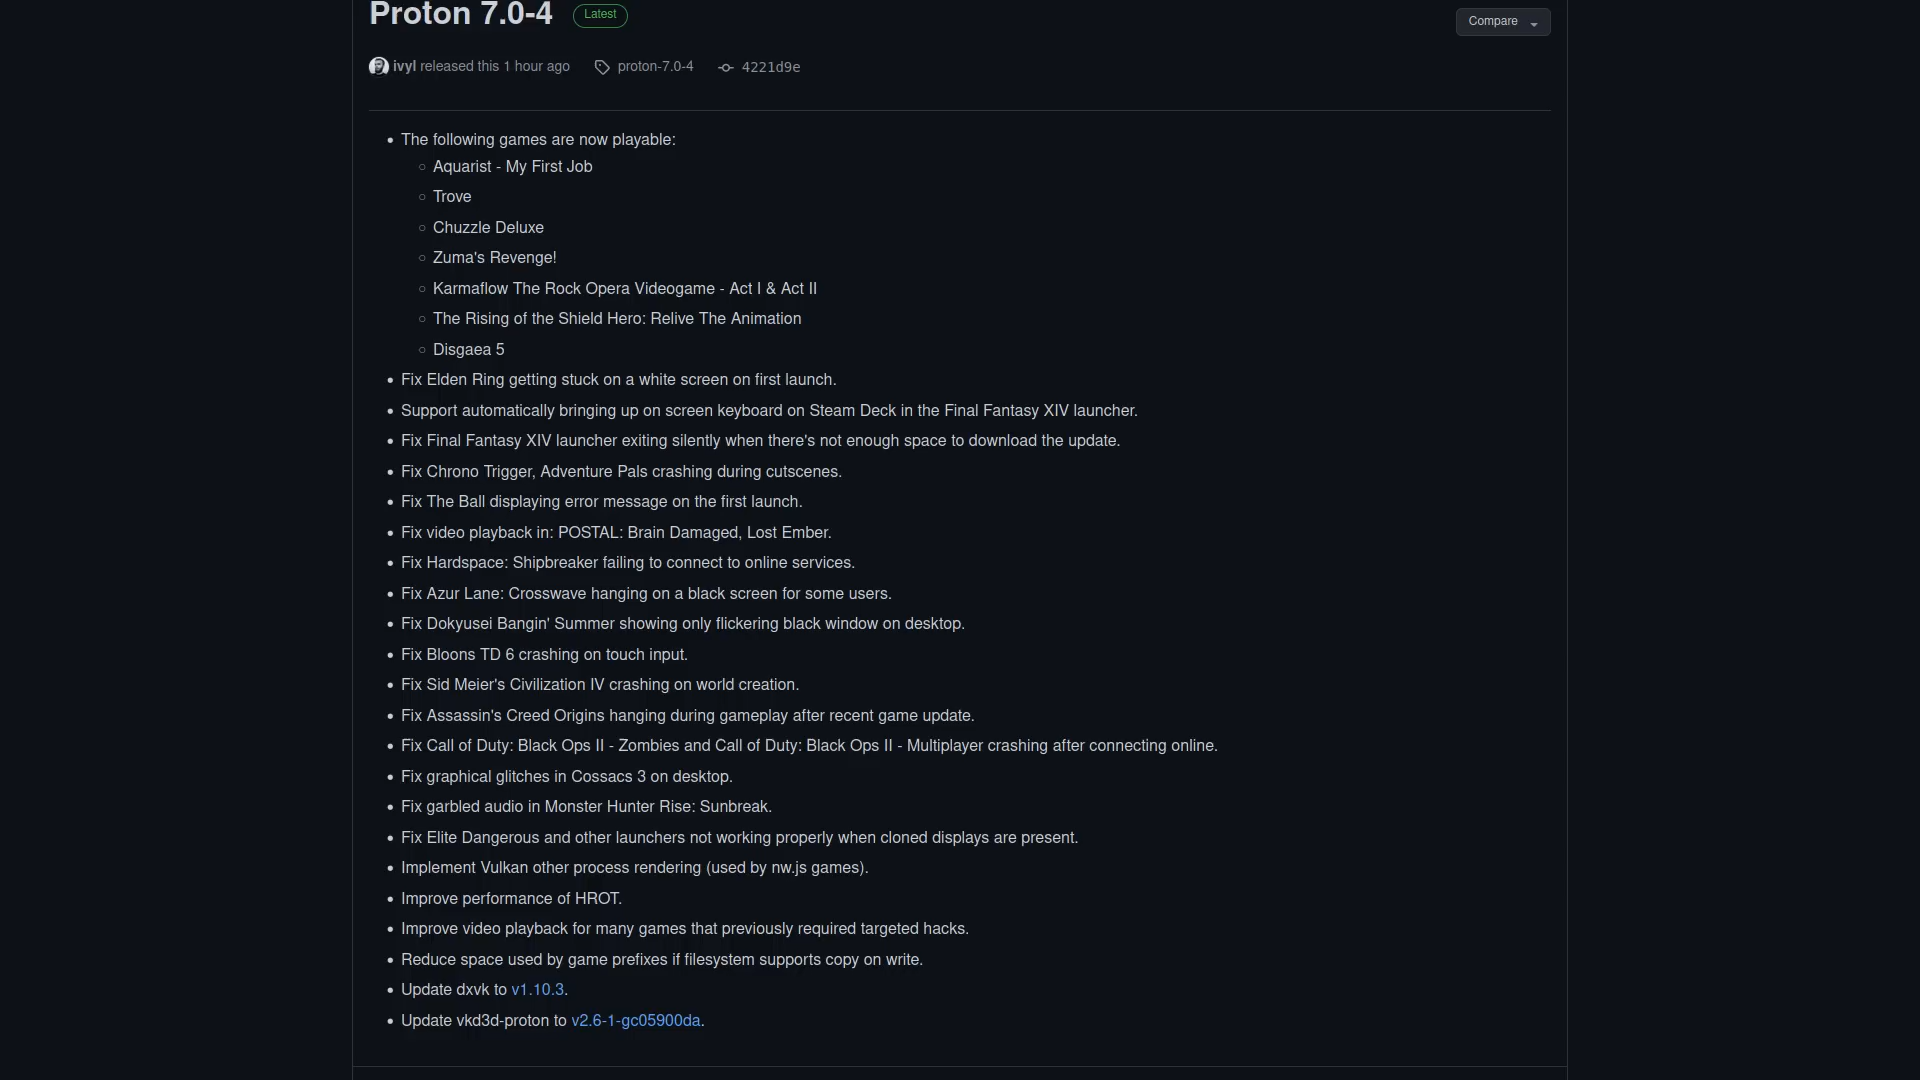 Proton 7.0-4 Latest Compare
ivyl released this 1 hour ago proton-7.0-4 4221d9e
The following games are now playable:
Aquarist - My First Job
Trove
Chuzzle Deluxe
Zuma's Revenge!
Karmaflow The Rock Opera Videogame - Act I & Act II
The Rising of the Shield Hero: Relive The Animation
Disgaea 5
Fix Elden Ring getting stuck on a white screen on first launch.
Support automatically bringing up on screen keyboard on Steam Deck in the Final Fantasy XIV launcher.
Fix Final Fantasy XIV launcher exiting silently when there's not enough space to download the update.
Fix Chrono Trigger, Adventure Pals crashing during cutscenes.
Fix The Ball displaying error message on the first launch.
Fix video playback in: POSTAL: Brain Damaged, Lost Ember.
Fix Hardspace: Shipbreaker failing to connect to online services.
Fix Azur Lane: Crosswave hanging on a black screen for some users.
Fix Dokyusei Bangin' Summer showing only flickering black window on desktop.
Fix Bloons TD 6 crashing on touch input.
Fix Sid Meier's Civilization IV crashing on world creation.
Fix Assassin's Creed Origins hanging during gameplay after recent game update.
Fix Call of Duty: Black Ops II - Zombies and Call of Duty: Black Ops II - Multiplayer crashing after connecting online.
Fix graphical glitches in Cossacs 3 on desktop.
Fix garbled audio in Monster Hunter Rise: Sunbreak.
Fix Elite Dangerous and other launchers not working properly when cloned displays are present.
Implement Vulkan other process rendering (used by nw.js games).
Improve performance of HROT.
Improve video playback for many games that previously required targeted hacks.
Reduce space used by game prefixes if filesystem supports copy on write.
Update dxvk to v1.10.3.
Update vkd3d-proton to v2.6-1-gc05900da.